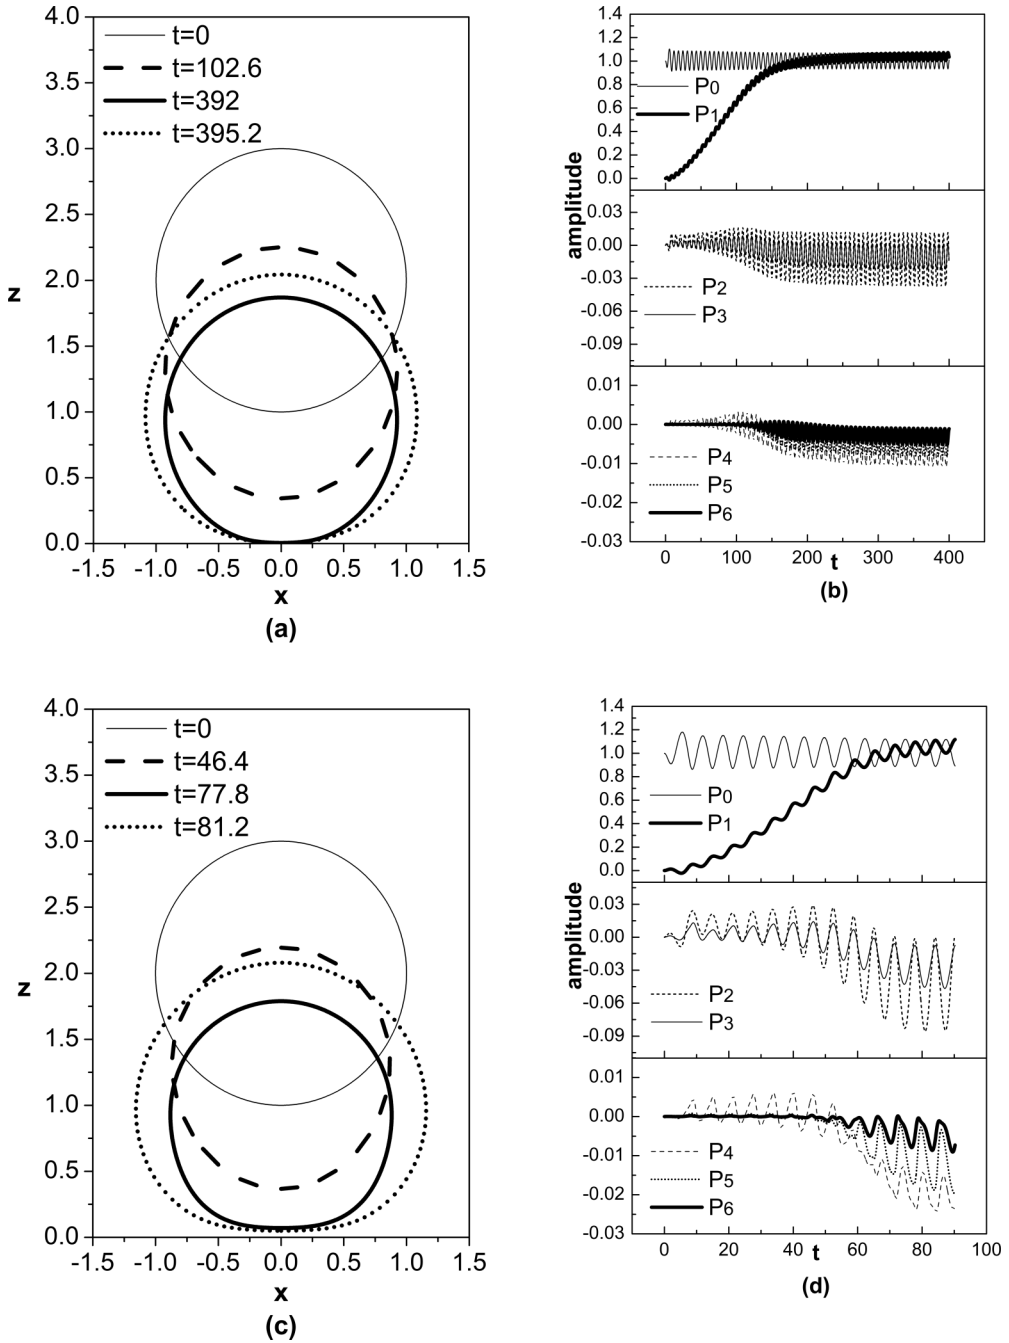 4.0
3.5
3.0
2.5
2.0
1.5
1.0
0.5
0.0
z
t=0
t=102.6
t=392
t=395.2
-1.5 -1.0 -0.5 0.0 0.5 1.0 1.5
x
(a)
1.4
1.2
1.0
0.8
0.6
0.4
0.2
0.0
P0
P1
amplitude
0.03
0.00
-0.03
-0.06
-0.09
P2
P3
0.01
0.00
-0.01
-0.02
-0.03
P4
P5
P6
0 100 200 300 400
t
(b)
4.0
3.5
3.0
2.5
2.0
1.5
1.0
0.5
0.0
z
t=0
t=46.4
t=77.8
t=81.2
-1.5 -1.0 -0.5 0.0 0.5 1.0 1.5
x
(c)
1.4
1.2
1.0
0.8
0.6
0.4
0.2
0.0
P0
P1
amplitude
0.03
0.00
-0.03
-0.06
-0.09
P2
P3
0.01
0.00
-0.01
-0.02
-0.03
P4
P5
P6
0 20 40 60 80 100
t
(d)